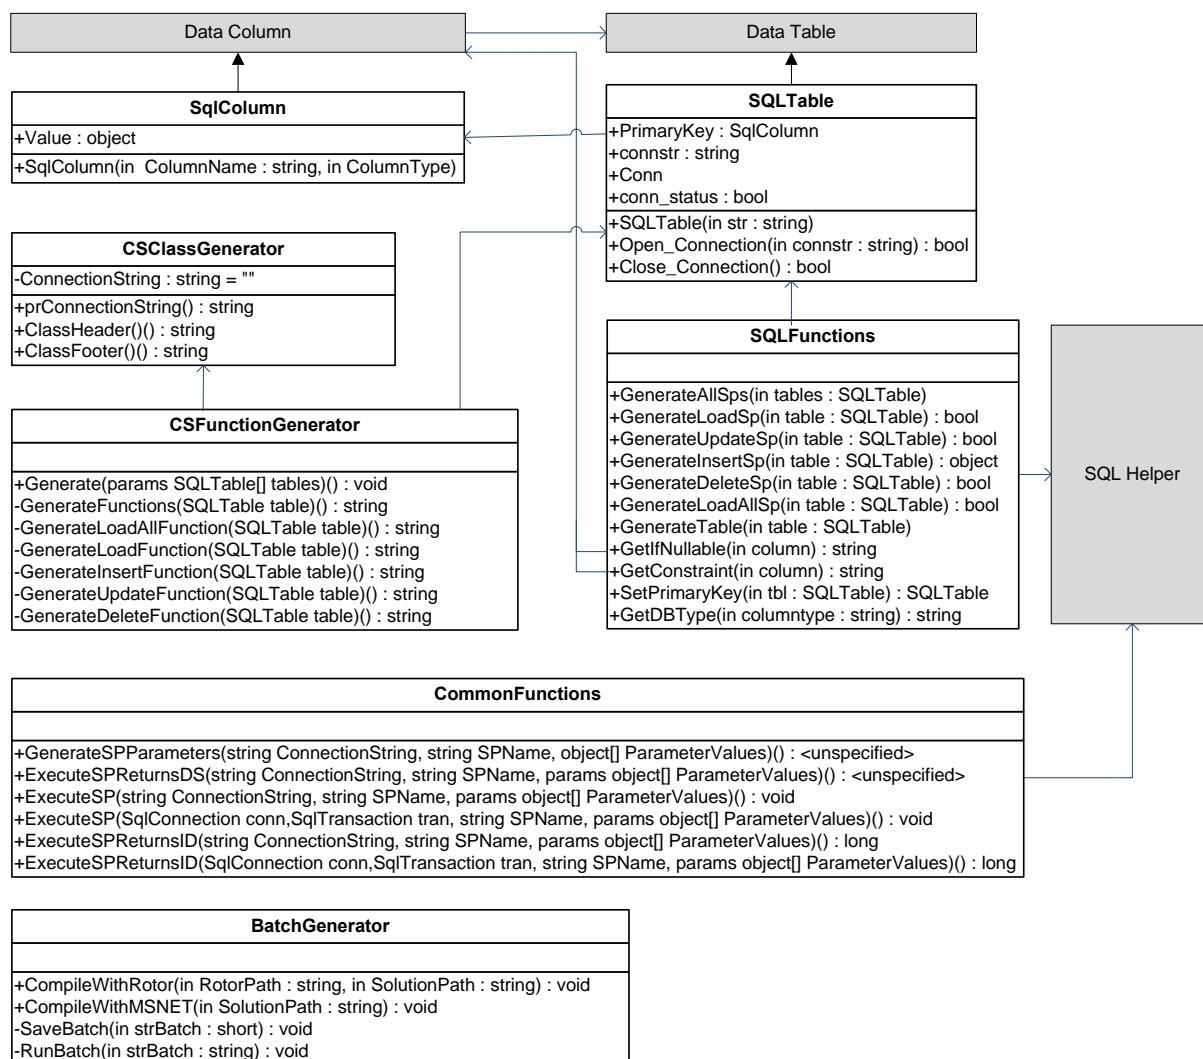 Data Column
Data Table
SqlColumn
+Value : object
+SqlColumn(in  ColumnName : string, in ColumnType)
SQLTable
+PrimaryKey : SqlColumn
+connstr : string
+Conn
+conn_status : bool
+SQLTable(in str : string)
+Open_Connection(in connstr : string) : bool
+Close_Connection() : bool
CSClassGenerator
-ConnectionString : string = ""
+prConnectionString() : string
+ClassHeader()() : string
+ClassFooter()() : string
SQLFunctions
+GenerateAllSps(in tables : SQLTable)
+GenerateLoadSp(in table : SQLTable) : bool
+GenerateUpdateSp(in table : SQLTable) : bool
+GenerateInsertSp(in table : SQLTable) : object
+GenerateDeleteSp(in table : SQLTable) : bool
+GenerateLoadAllSp(in table : SQLTable) : bool
+GenerateTable(in table : SQLTable)
+GetIfNullable(in column) : string
+GetConstraint(in column) : string
+SetPrimaryKey(in tbl : SQLTable) : SQLTable
+GetDBType(in columntype : string) : string
SQL Helper
CSFunctionGenerator
+Generate(params SQLTable[] tables)() : void
-GenerateFunctions(SQLTable table)() : string
-GenerateLoadAllFunction(SQLTable table)() : string
-GenerateLoadFunction(SQLTable table)() : string
-GenerateInsertFunction(SQLTable table)() : string
-GenerateUpdateFunction(SQLTable table)() : string
-GenerateDeleteFunction(SQLTable table)() : string
CommonFunctions
+GenerateSPParameters(string ConnectionString, string SPName, object[] ParameterValues)() : <unspecified>
+ExecuteSPReturnsDS(string ConnectionString, string SPName, params object[] ParameterValues)() : <unspecified>
+ExecuteSP(string ConnectionString, string SPName, params object[] ParameterValues)() : void
+ExecuteSP(SqlConnection conn,SqlTransaction tran, string SPName, params object[] ParameterValues)() : void
+ExecuteSPReturnsID(string ConnectionString, string SPName, params object[] ParameterValues)() : long
+ExecuteSPReturnsID(SqlConnection conn,SqlTransaction tran, string SPName, params object[] ParameterValues)() : long
BatchGenerator
+CompileWithRotor(in RotorPath : string, in SolutionPath : string) : void
+CompileWithMSNET(in SolutionPath : string) : void
-SaveBatch(in strBatch : short) : void
-RunBatch(in strBatch : string) : void